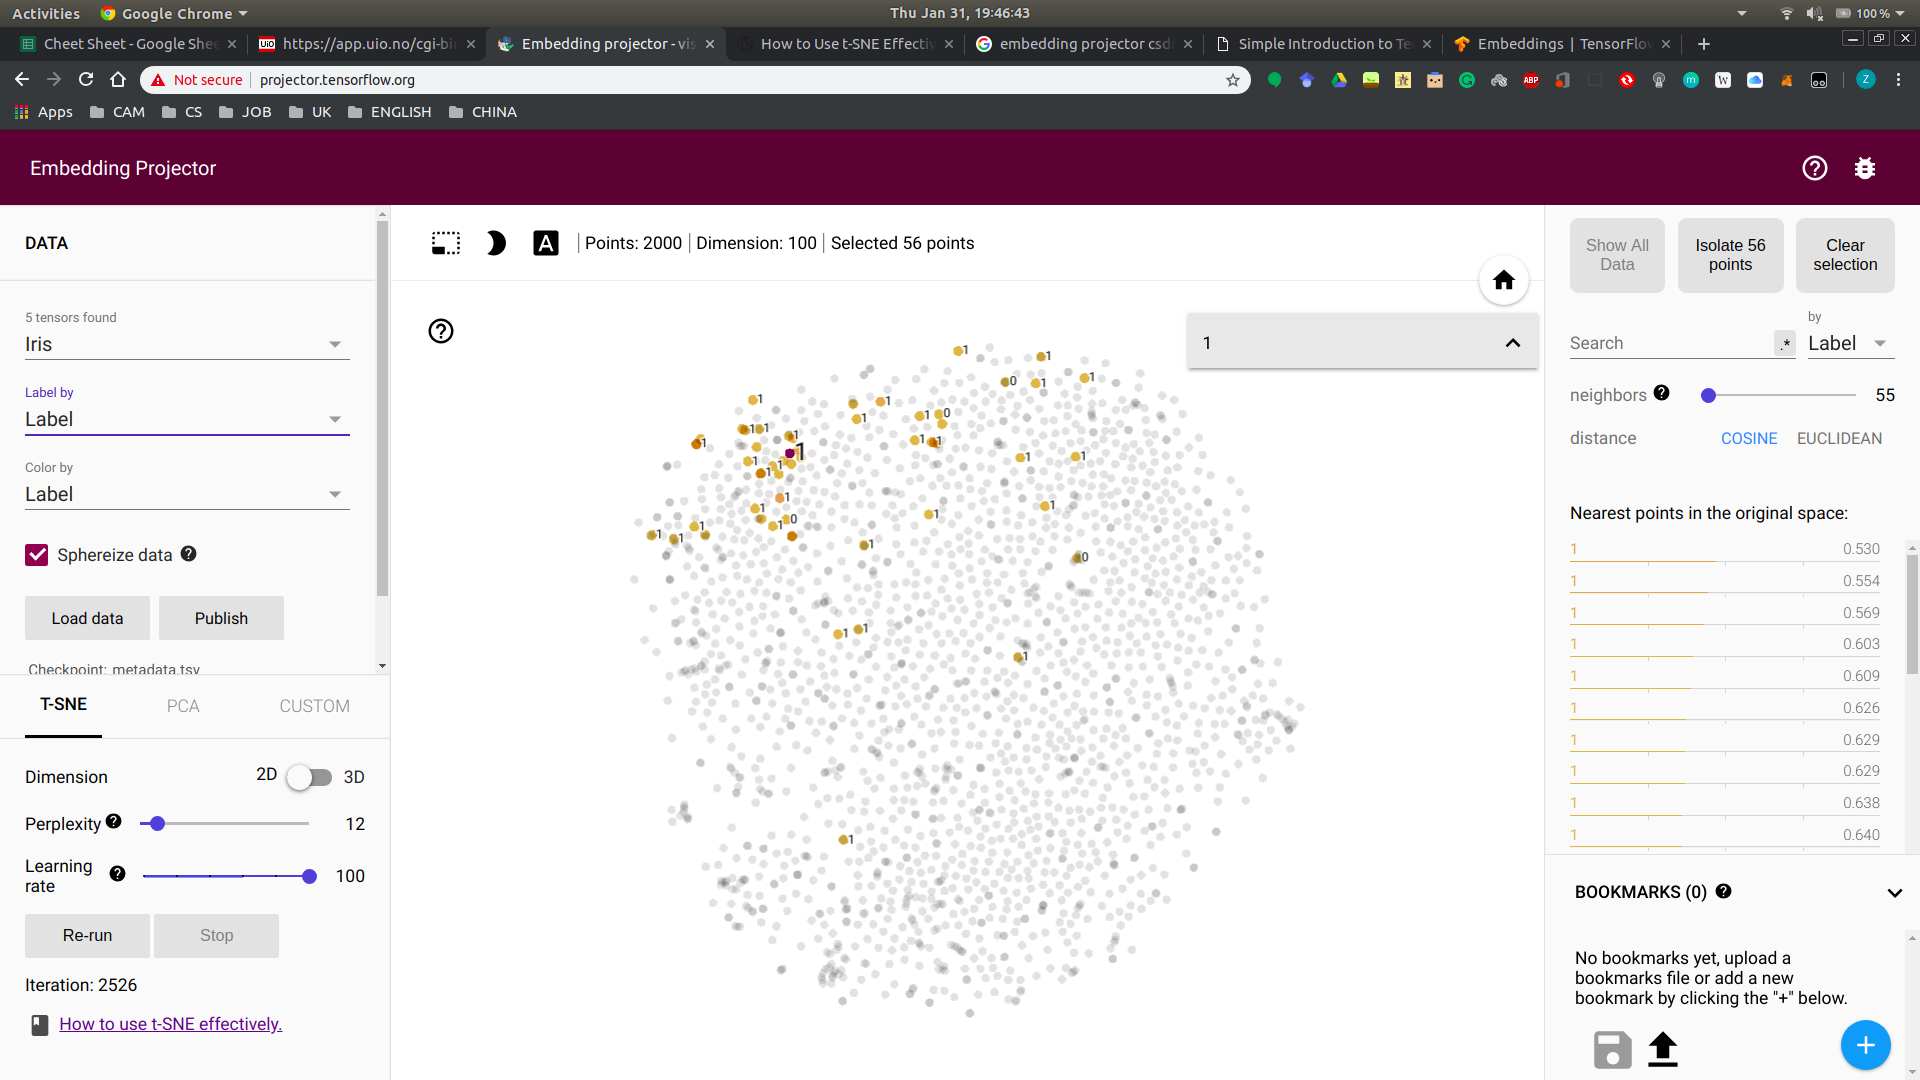 Activities Google Chrome Thu Jan 31, 19:46:43 100 %
Cheet Sheet - Google She https://app.uio.no/cgi-bi Embedding projector - vis How to Use t-SNE Effectiv embedding projector csd Simple Introduction to Te Embeddings | TensorFlow
Not secure projector.tensorflow.org
Apps CAM CS JOB UK ENGLISH CHINA
Embedding Projector
DATA
5 tensors found
Iris
Label by
Label
Color by
Label
Sphereize data
Load data Publish
Checkpoint: metadata.tsv
T-SNE PCA CUSTOM
Dimension 2D 3D
Perplexity 12
Learning rate 100
Re-run Stop
Iteration: 2526
How to use t-SNE effectively.
A Points: 2000 Dimension: 100 Selected 56 points
1
Show All Data Isolate 56 points Clear selection
Search .* by Label
neighbors 55
distance COSINE EUCLIDEAN
Nearest points in the original space:
1 0.530
1 0.554
1 0.569
1 0.603
1 0.609
1 0.626
1 0.629
1 0.629
1 0.638
1 0.640
BOOKMARKS (0)
No bookmarks yet, upload a
bookmarks file or add a new
bookmark by clicking the "+" below.